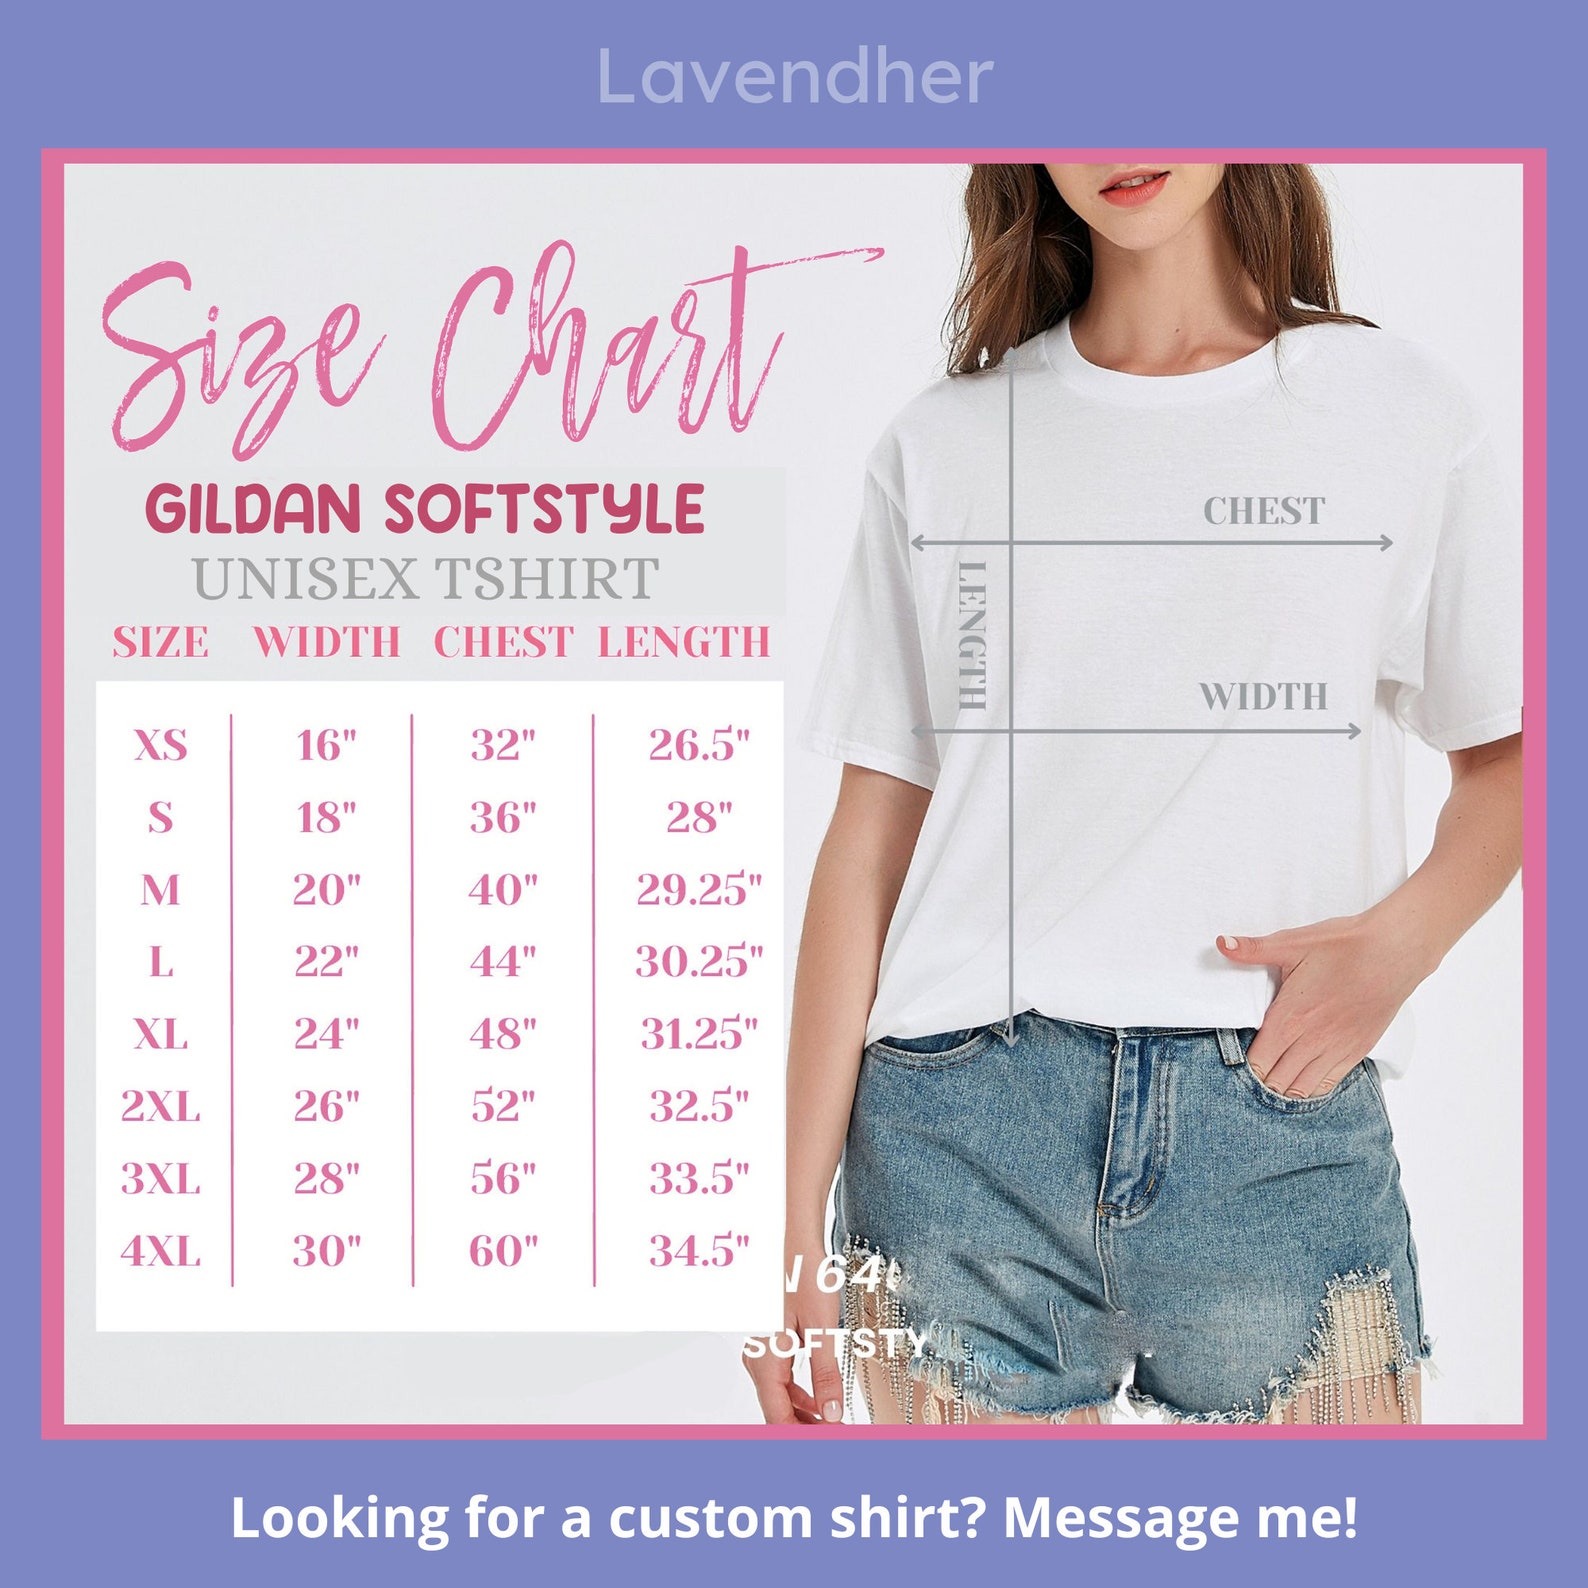 Lavendher
Size Chart
GILDAN SOFTSTYLE
UNISEX TSHIRT
SIZE WIDTH CHEST LENGTH
XS 16" 32" 26.5"
S 18" 36" 28"
M 20" 40" 29.25"
L 22" 44" 30.25"
XL 24" 48" 31.25"
2XL 26" 52" 32.5"
3XL 28" 56" 33.5"
4XL 30" 60" 34.5"
CHEST
LENGTH
WIDTH
SOFTSTY
Looking for a custom shirt? Message me!